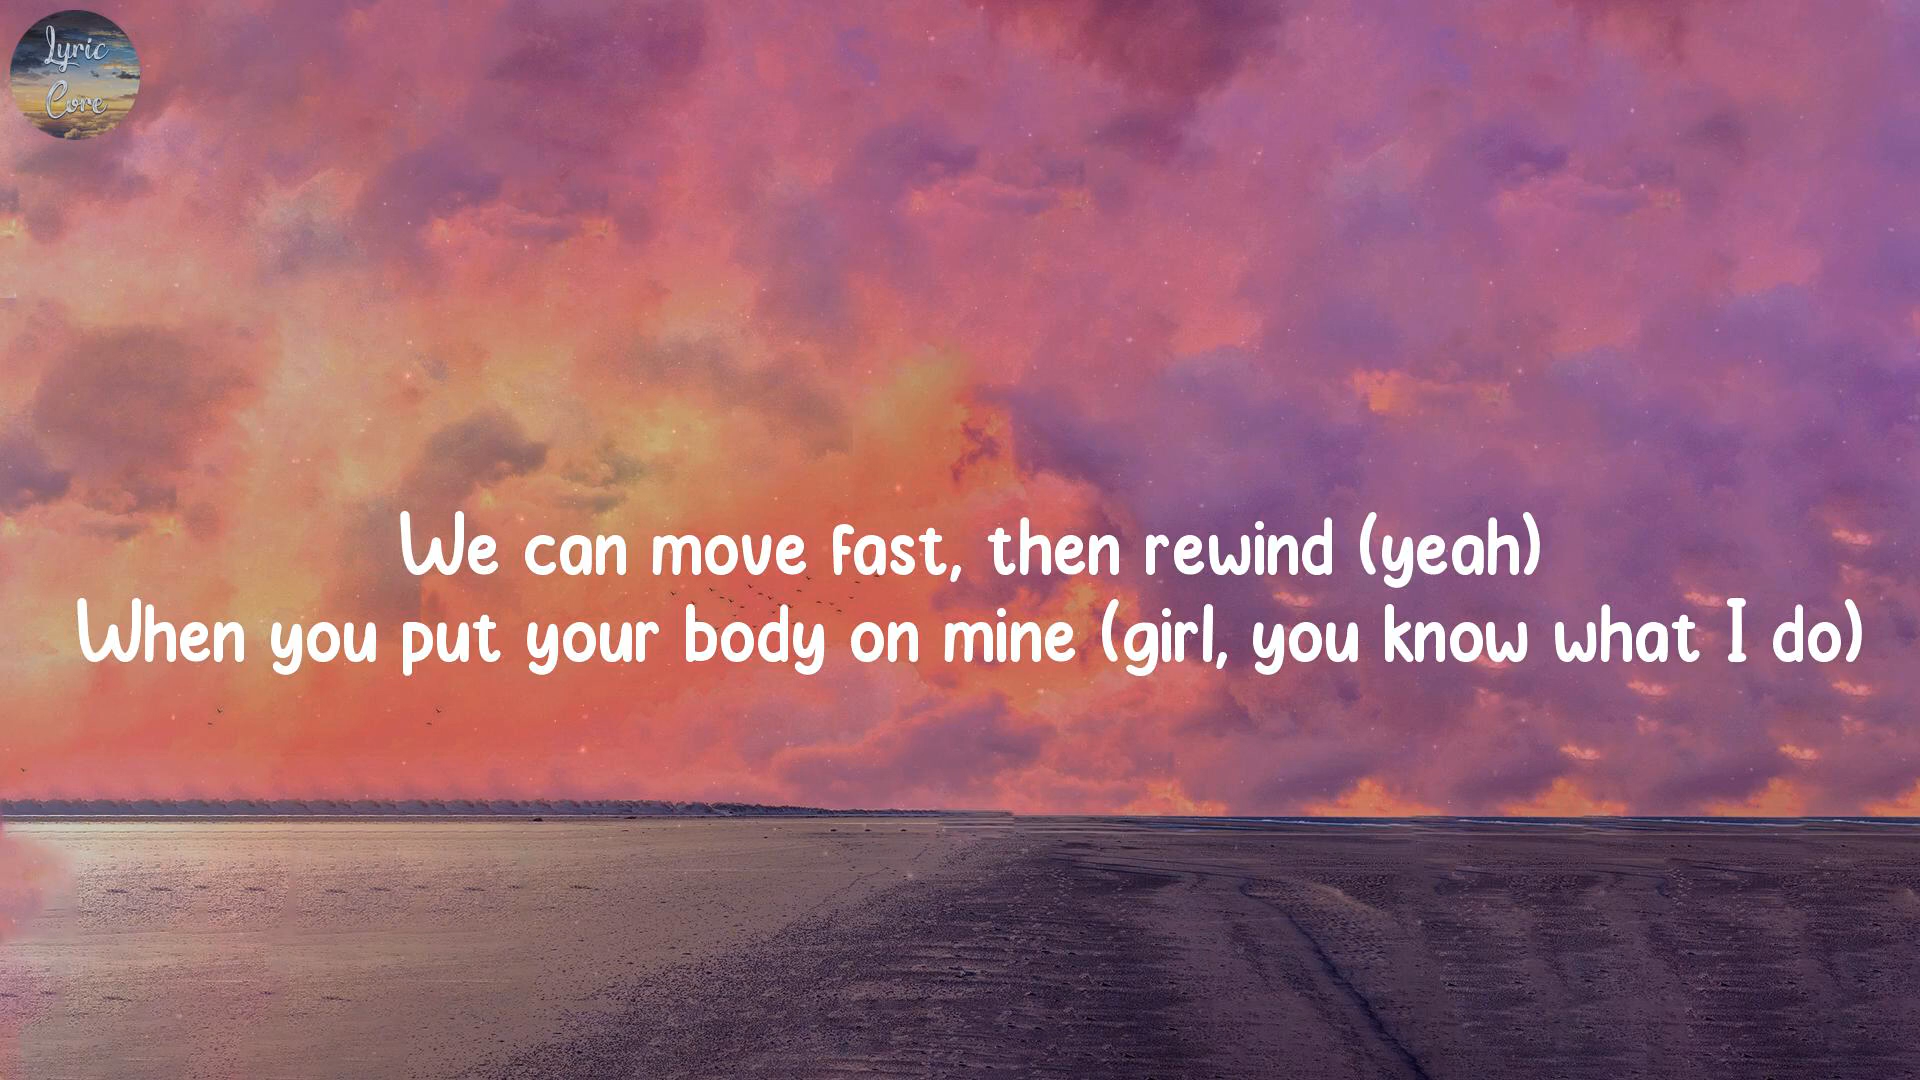 Lyric
Core
We can move fast, then rewind (yeah)
When you put your body on mine (girl, you know what I do)